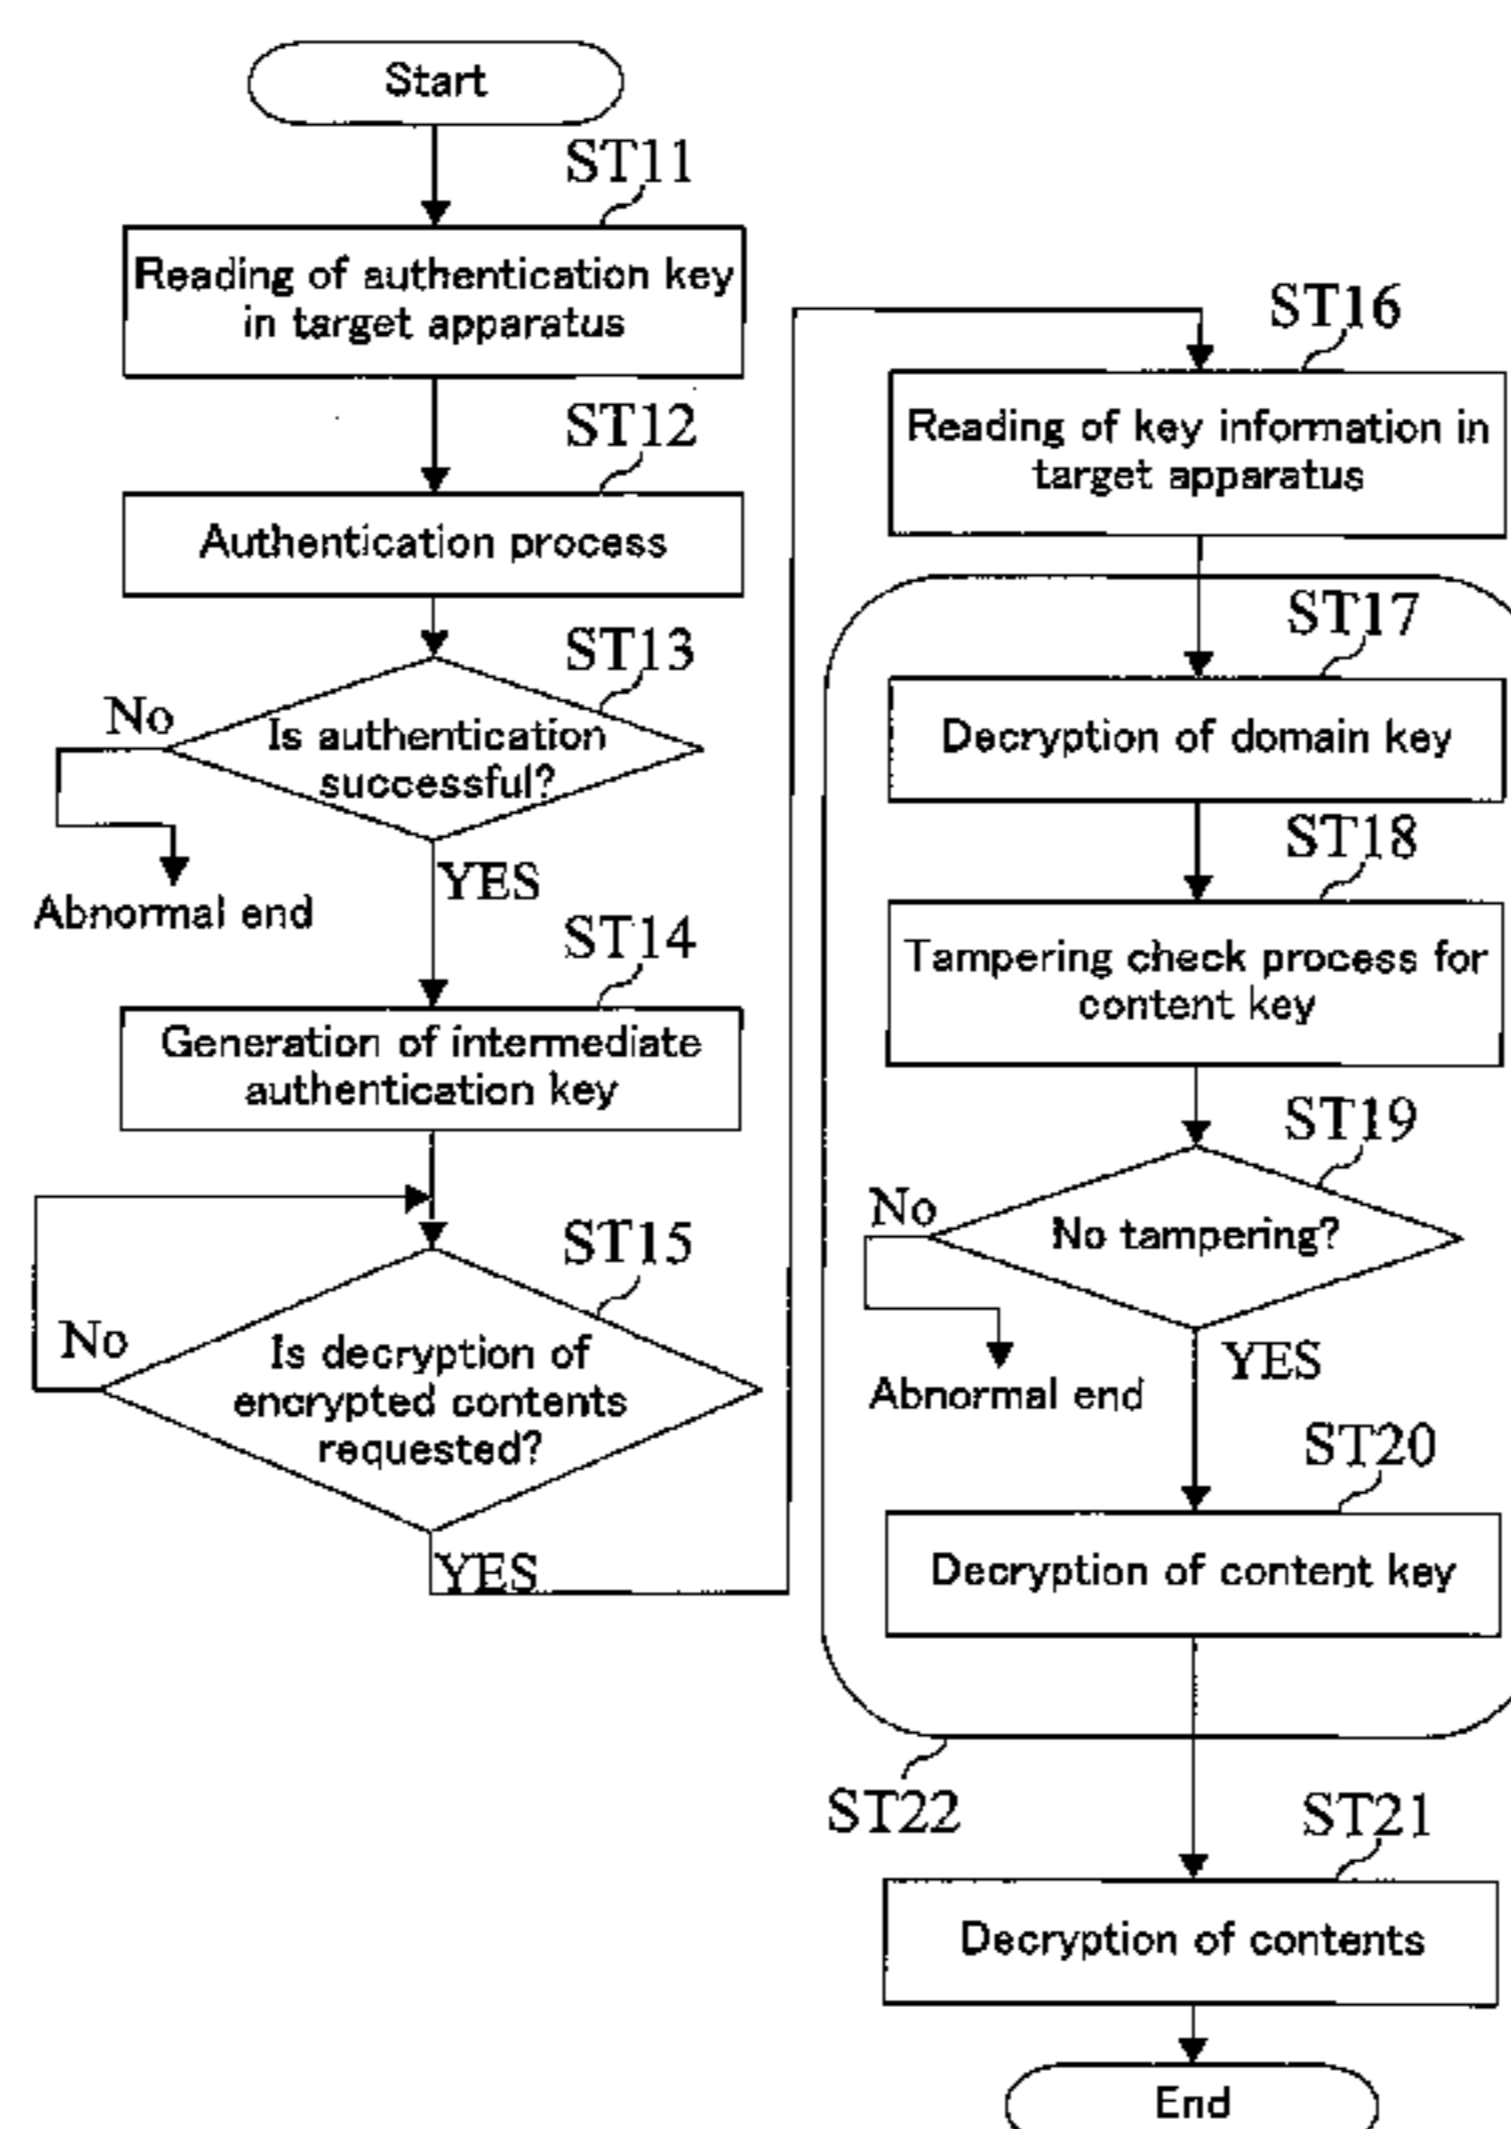 Start
ST11
Reading of authentication key
in target apparatus
ST12
Authentication process
ST13
No
Is authentication
successful?
YES
Abnormal end
ST14
Generation of intermediate
authentication key
ST15
No
Is decryption of
encrypted contents
requested?
YES
ST16
Reading of key information in
target apparatus
ST17
Decryption of domain key
ST18
Tampering check process for
content key
ST19
No
No tampering?
YES
Abnormal end
ST20
Decryption of content key
ST22
ST21
Decryption of contents
End